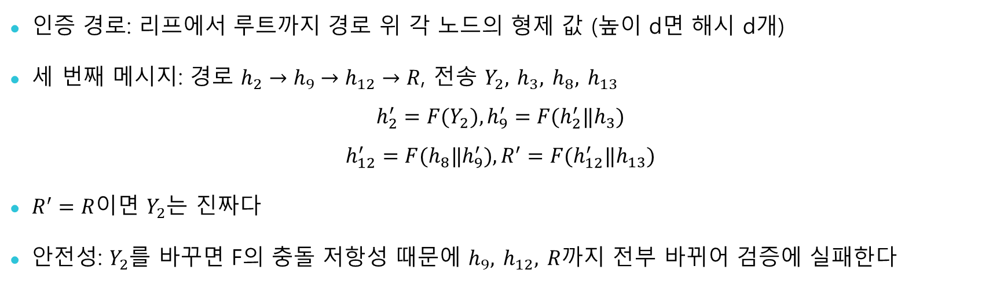 • 인증 경로: 리프에서 루트까지 경로 위 각 노드의 형제 값 (높이 d면 해시 d개)
• 세 번째 메시지: 경로 h₂ → h₉ → h₁₂ → R, 전송 Y₂, h₃, h₈, h₁₃
h′₂ = F(Y₂), h′₉ = F(h′₂∥h₃)
h′₁₂ = F(h₈∥h′₉), R′ = F(h′₁₂∥h₁₃)
• R′ = R이면 Y₂는 진짜다
• 안전성: Y₂를 바꾸면 F의 충돌 저항성 때문에 h₉, h₁₂, R까지 전부 바뀌어 검증에 실패한다